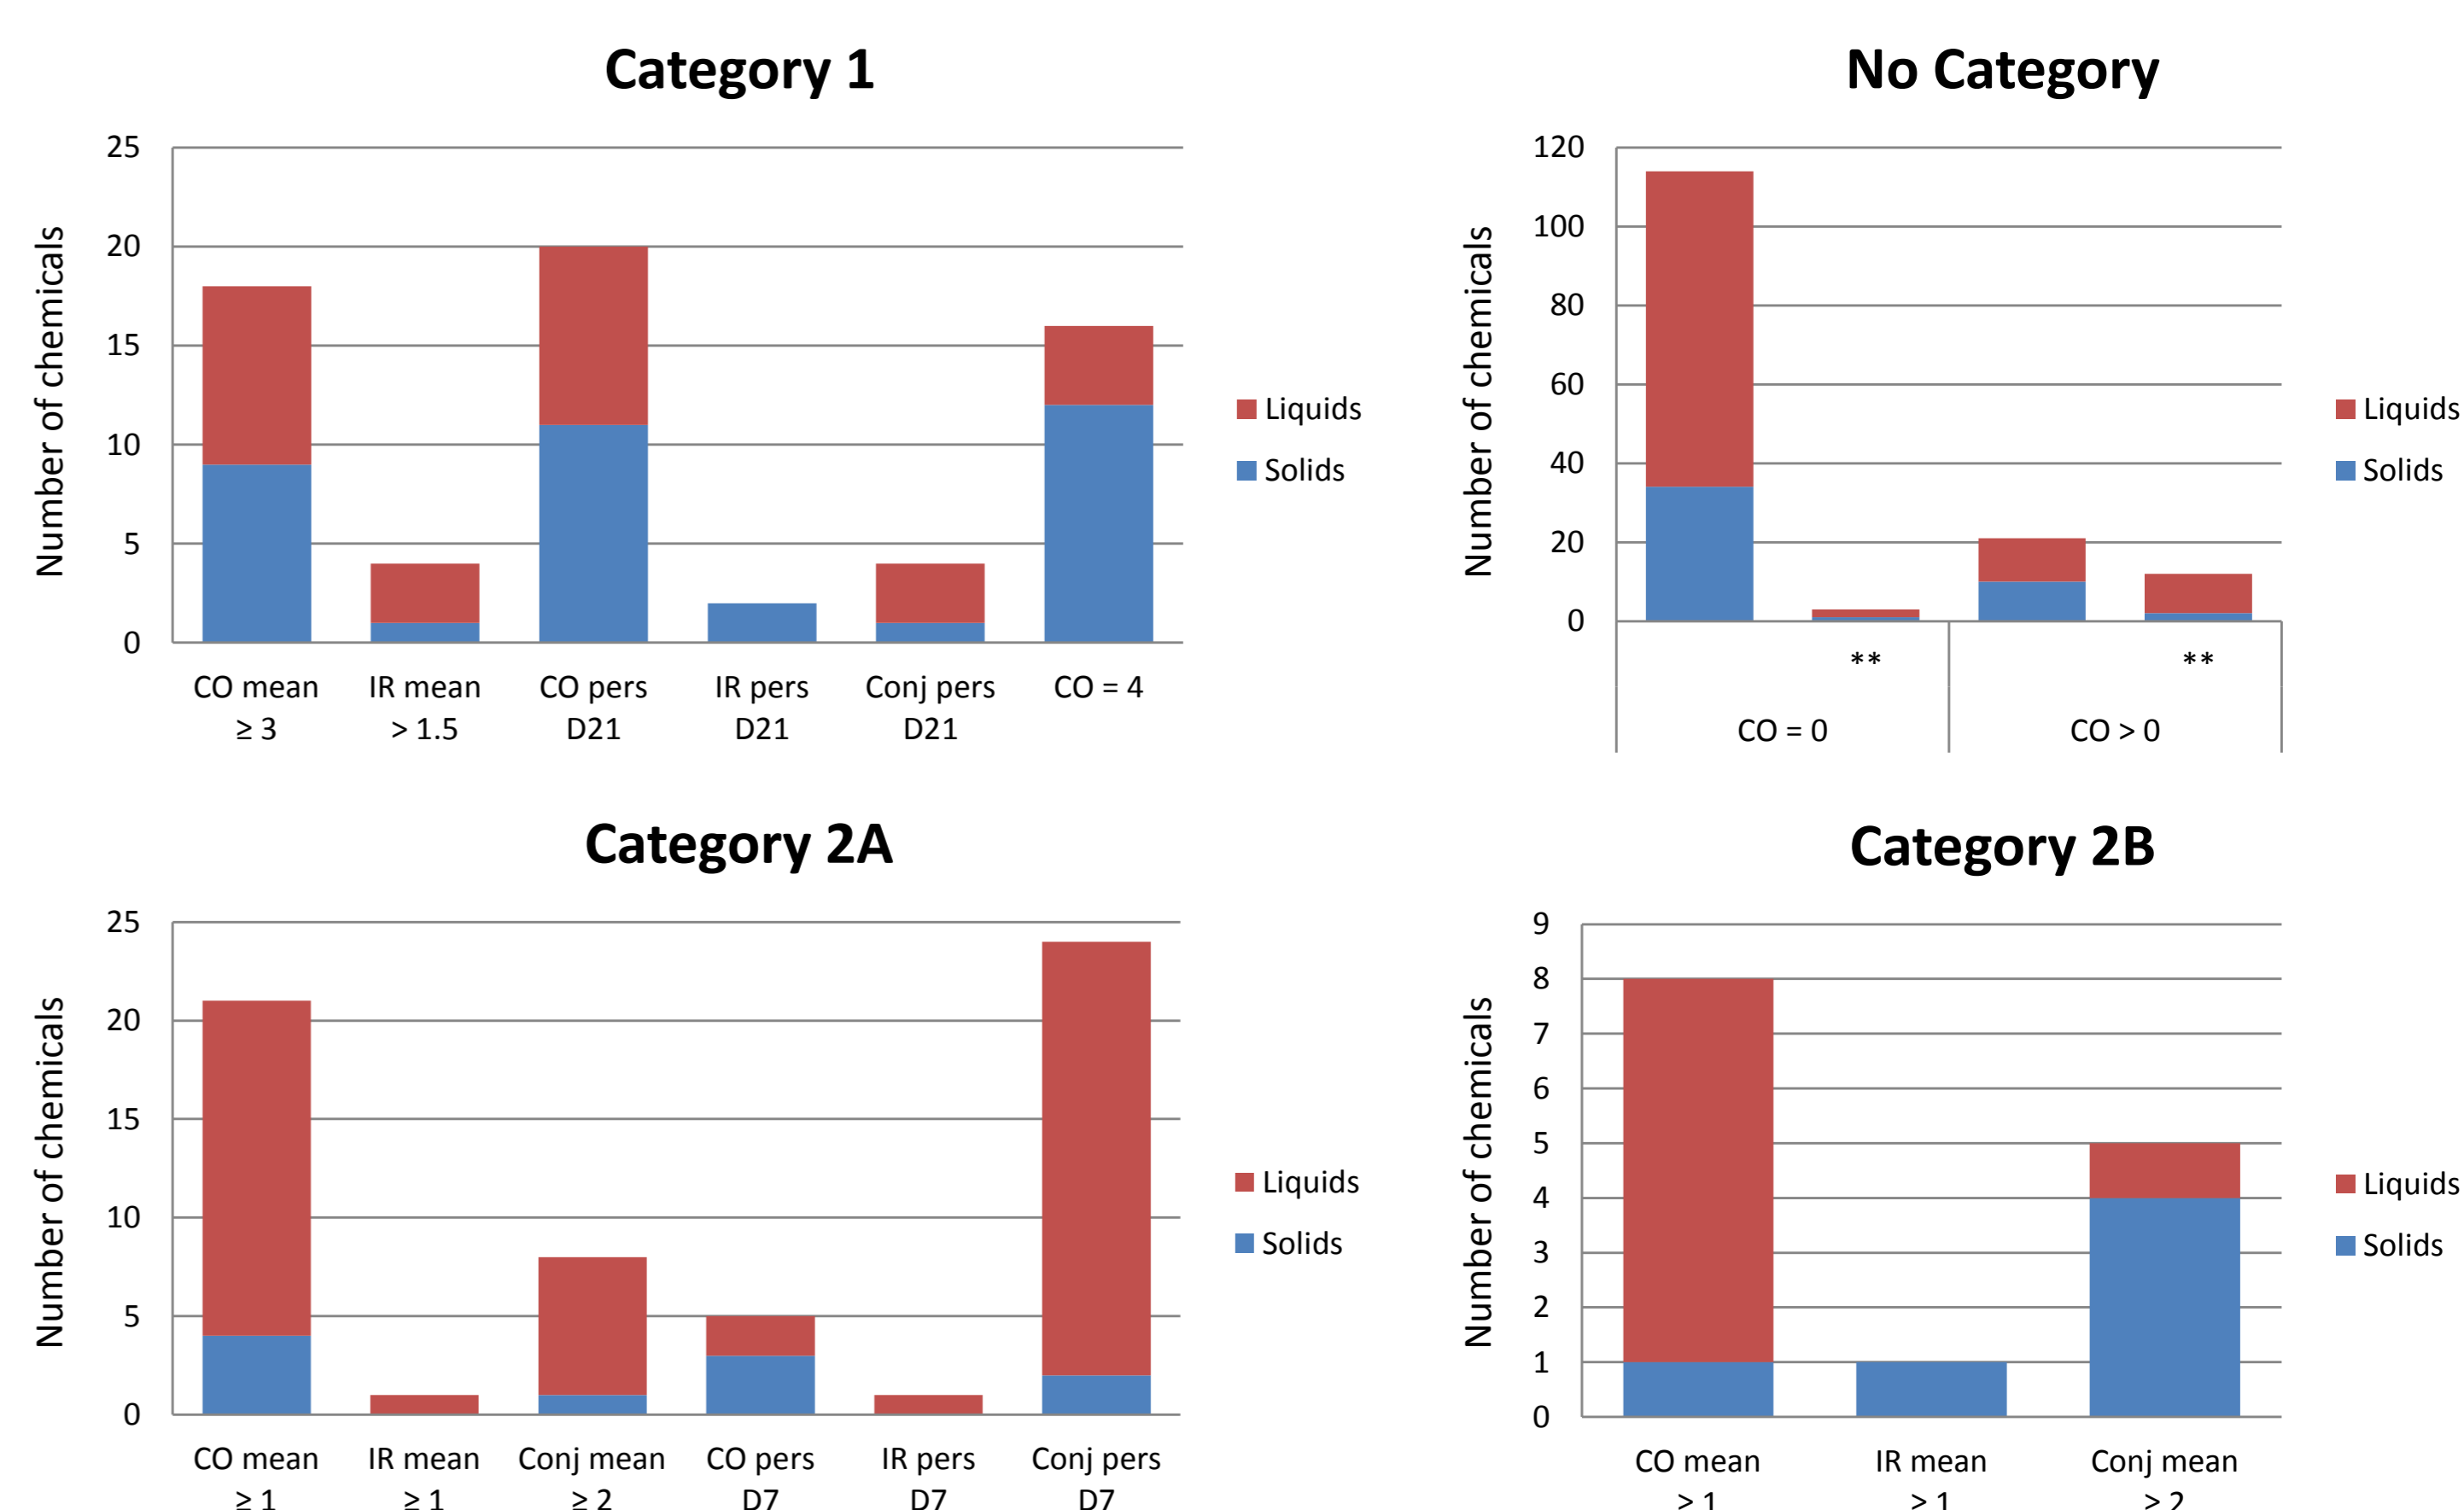 Category 1
Number of chemicals
25
20
15
10
5
0
CO mean IR mean CO pers IR pers Conj pers CO = 4
≥ 3 > 1.5 D21 D21 D21
Liquids
Solids
No Category
Number of chemicals
120
100
80
60
40
20
0
** **
CO = 0 CO > 0
Liquids
Solids
Category 2A
Number of chemicals
25
20
15
10
5
0
CO mean IR mean Conj mean CO pers IR pers Conj pers
≥ 1 ≥ 1 ≥ 2 D7 D7 D7
Liquids
Solids
Category 2B
Number of chemicals
9
8
7
6
5
4
3
2
1
0
CO mean IR mean Conj mean
Liquids
Solids